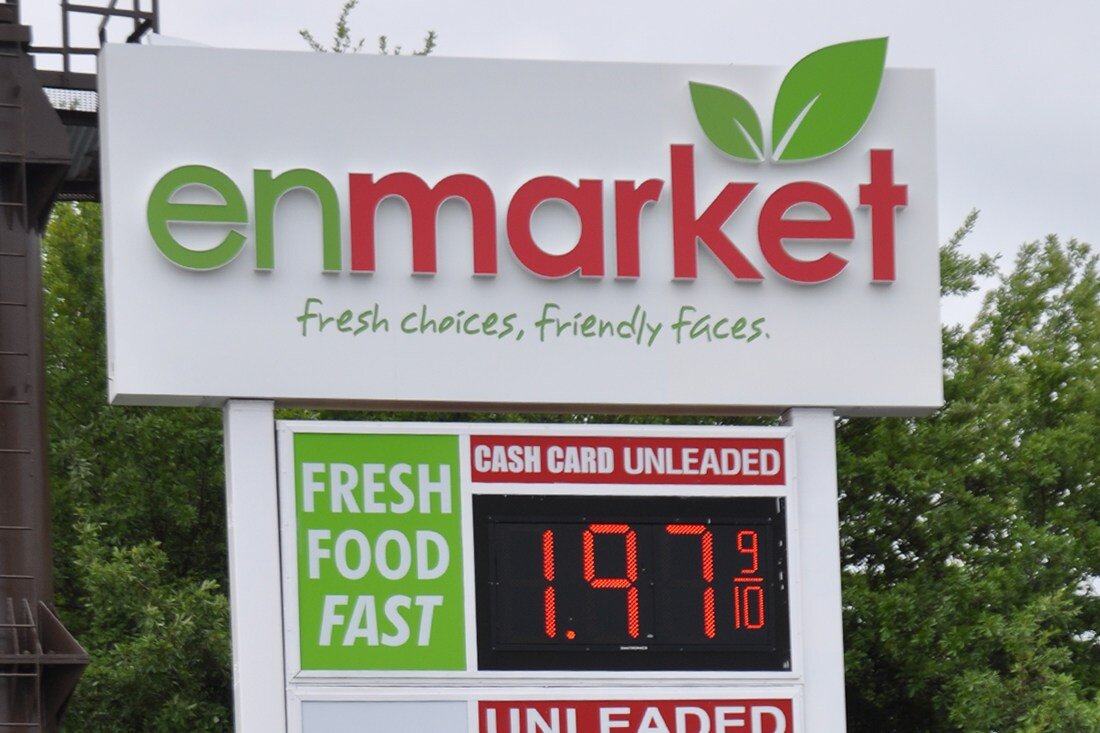 enmarket
fresh choices, friendly faces.
FRESH
FOOD
FAST
CASH CARD UNLEADED
1.97 9/10
UNLEADED